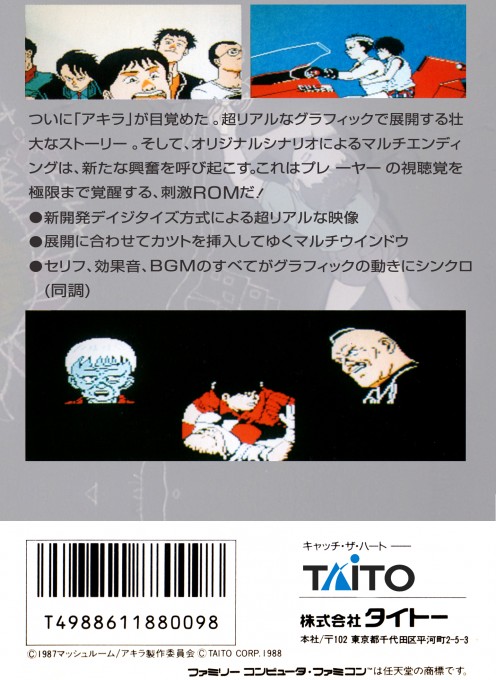 ついに「アキラ」が目覚めた。超リアルなグラフィックで展開する壮
大なストーリー。そして、オリジナルシナリオによるマルチエンディ
ングは、新たな興奮を呼び起こす。これはプレーヤーの視聴覚を
極限まで覚醒する、刺激ROMだ!
●新開発デイジタイズ方式による超リアルな映像
●展開に合わせてカツトを挿入してゆくマルチウインドウ
●セリフ、効果音、BGMのすべてがグラフィックの動きにシンクロ
(同調)
T4988611880098
キャッチ・ザ・ハート
TAITO
株式会社タイトー
本社/〒102 東京都千代田区平河町2-5-3
©1987マッシュルーム/アキラ製作委員会 ©TAITO CORP. 1988
ファミリーコンピュータ・ファミコン™は任天堂の商標です。